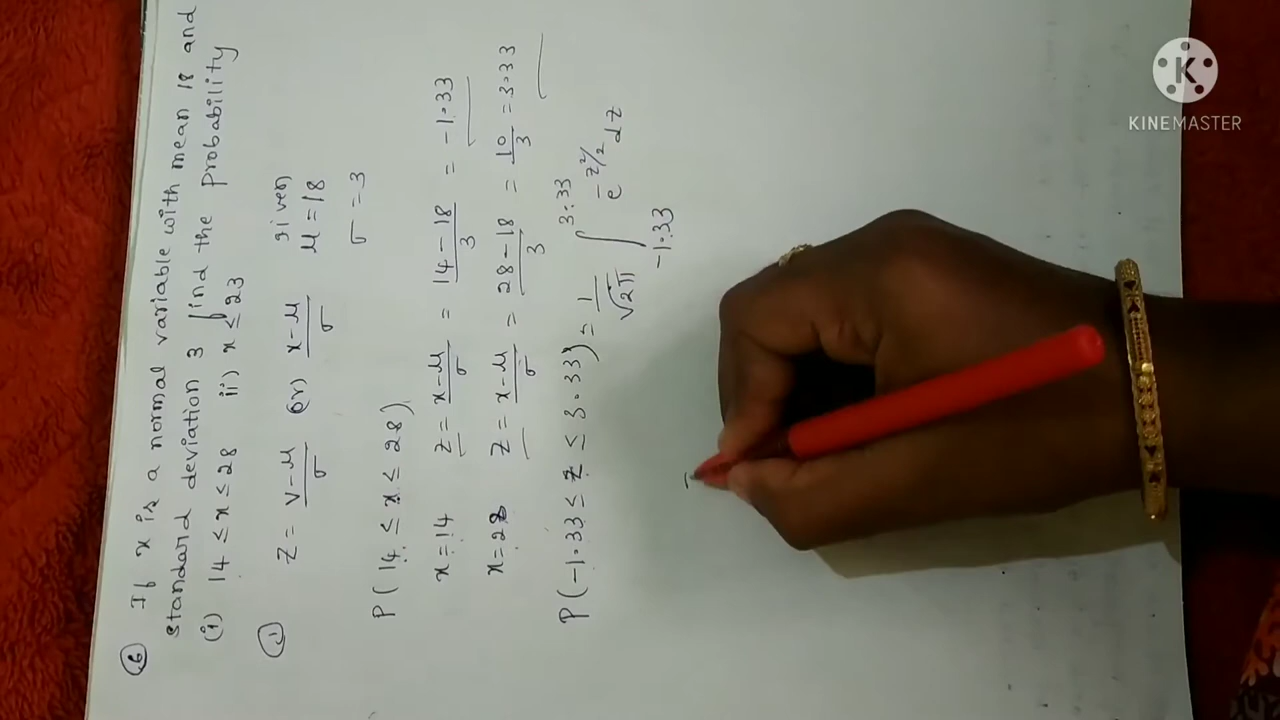 ⑥ If x is a normal variable with mean 18 and
standard deviation 3 find the probability
(i) 14 ≤ x ≤ 28 ii) x ≤ 23
① Z = v-μ/σ (or) x-μ/σ given μ = 18
σ = 3
P(14 ≤ x ≤ 28)
x = 14 Z = x-μ/σ = 14-18/3 = -1.33
x = 28 Z = x-μ/σ = 28-18/3 = 10/3 = 3.33
P(-1.33 ≤ z ≤ 3.33) = 1/√2π ∫ -1.33 3.33 e^-z²/2 dz
KINEMASTER